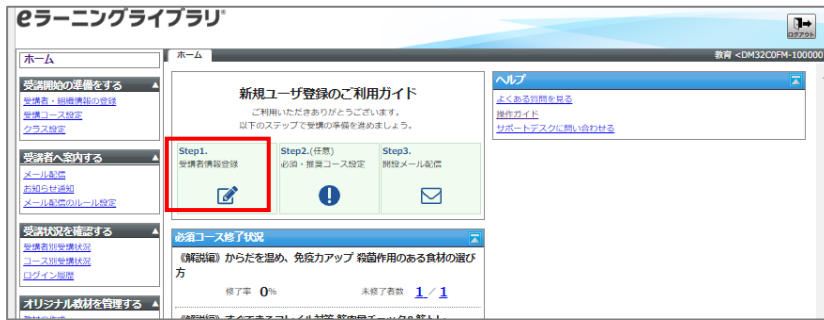 eラーニングライブラリ®
ログアウト
ホーム
ホーム
教育 <DM32C0FM-100000
受講開始の準備をする
受講者・組織情報の登録
受講コース設定
クラス設定
受講者へ案内する
メール配信
お知らせ通知
メール配信のルール設定
受講状況を確認する
受講者別受講状況
コース別受講状況
ログイン履歴
オリジナル教材を管理する
新規ユーザ登録のご利用ガイド
ご利用いただきありがとうございます。
以下のステップで受講の準備を進めましょう。
Step1.
受講者情報登録
Step2.(任意)
必須・推奨コース設定
Step3.
開設メール配信
必須コース修了状況
《解説編》からだを温め、免疫力アップ 殺菌作用のある食材の選び
方
修了率 0%
未修了者数 1 / 1
ヘルプ
よくある質問を見る
操作ガイド
サポートデスクに問い合わせる